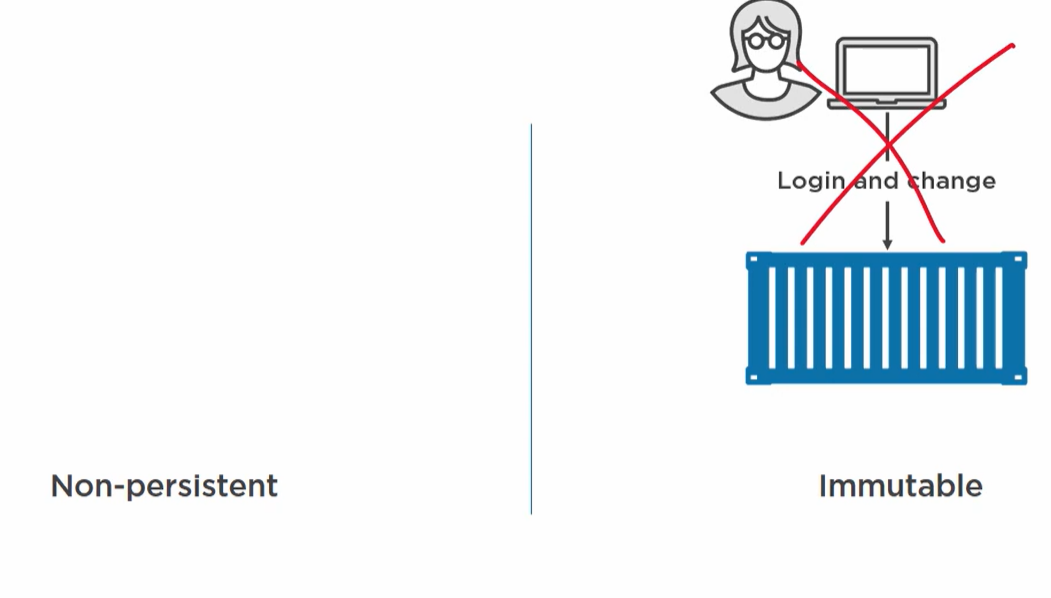 Login and change
Non-persistent
Immutable